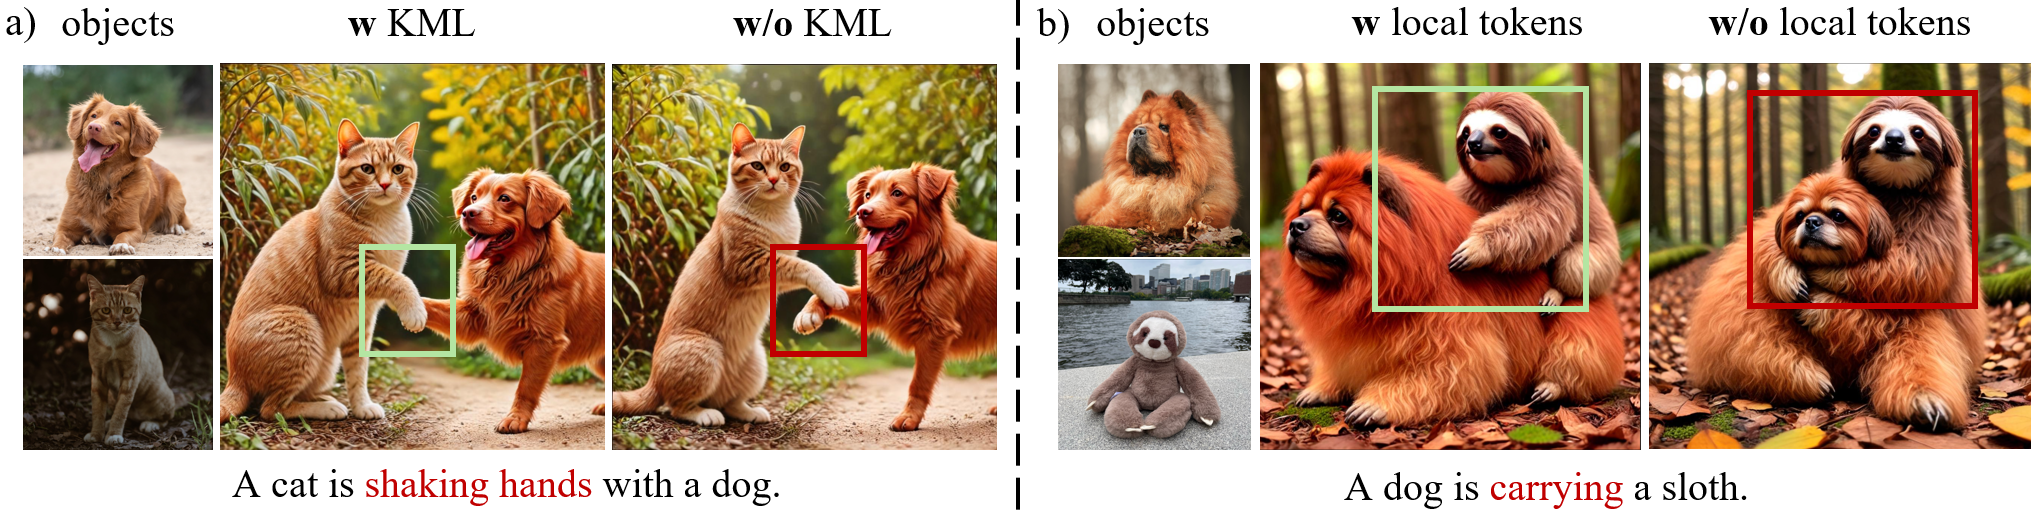 a) objects w KML w/o KML
A cat is shaking hands with a dog.
b) objects w local tokens w/o local tokens
A dog is carrying a sloth.